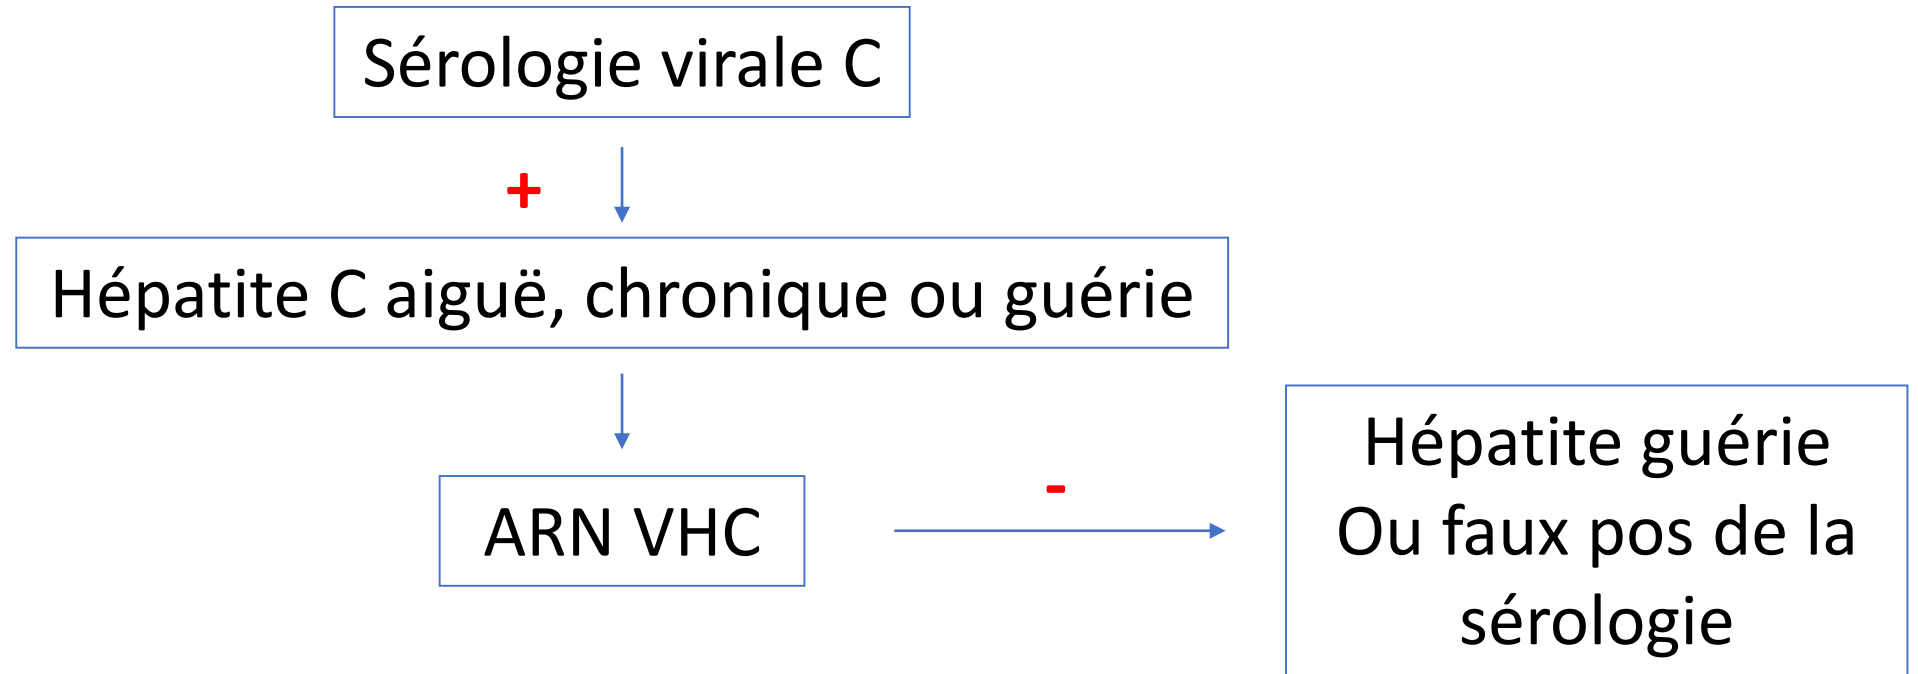 Sérologie virale C
+
Hépatite C aiguë, chronique ou guérie
ARN VHC
-
Hépatite guérie
Ou faux pos de la
sérologie